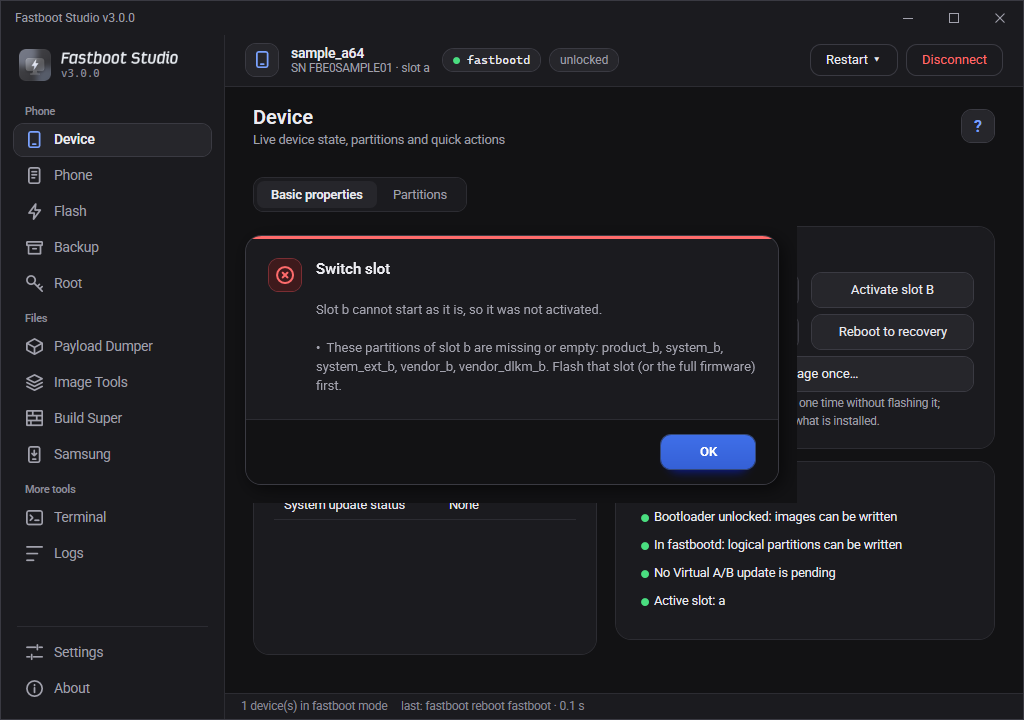 Fastboot Studio v3.0.0
Fastboot Studio
v3.0.0
Phone
Device
Phone
Flash
Backup
Root
Files
Payload Dumper
Image Tools
Build Super
Samsung
More tools
Terminal
Logs
Settings
About
sample_a64
SN FBE0SAMPLE01 · slot a
fastbootd
unlocked
Restart ▾
Disconnect
Device
Live device state, partitions and quick actions
?
Basic properties
Partitions
Switch slot
Slot b cannot start as it is, so it was not activated.
• These partitions of slot b are missing or empty: product_b, system_b,
system_ext_b, vendor_b, vendor_dlkm_b. Flash that slot (or the full firmware)
first.
OK
Activate slot B
Reboot to recovery
age once...
one time without flashing it;
what is installed.
System update status
None
Bootloader unlocked: images can be written
In fastbootd: logical partitions can be written
No Virtual A/B update is pending
Active slot: a
1 device(s) in fastboot mode
last: fastboot reboot fastboot · 0.1 s